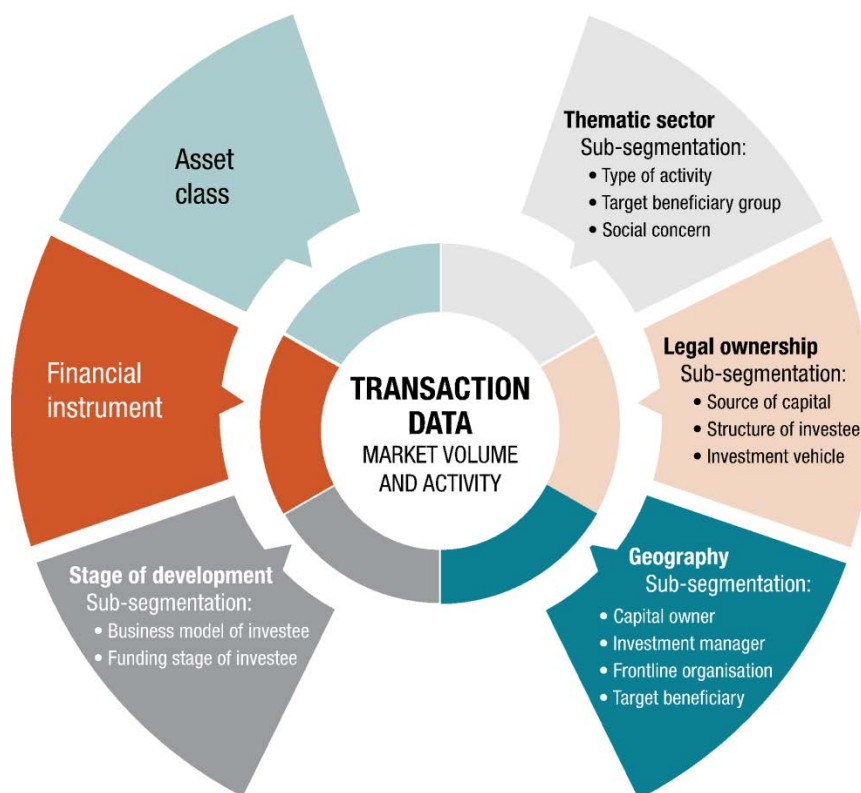 Asset
class
Thematic sector
Sub-segmentation:
• Type of activity
• Target beneficiary group
• Social concern
Financial
instrument
TRANSACTION
DATA
MARKET VOLUME
AND ACTIVITY
Legal ownership
Sub-segmentation:
• Source of capital
• Structure of investee
• Investment vehicle
Stage of development
Sub-segmentation:
• Business model of investee
• Funding stage of investee
Geography
Sub-segmentation:
• Capital owner
• Investment manager
• Frontline organisation
• Target beneficiary